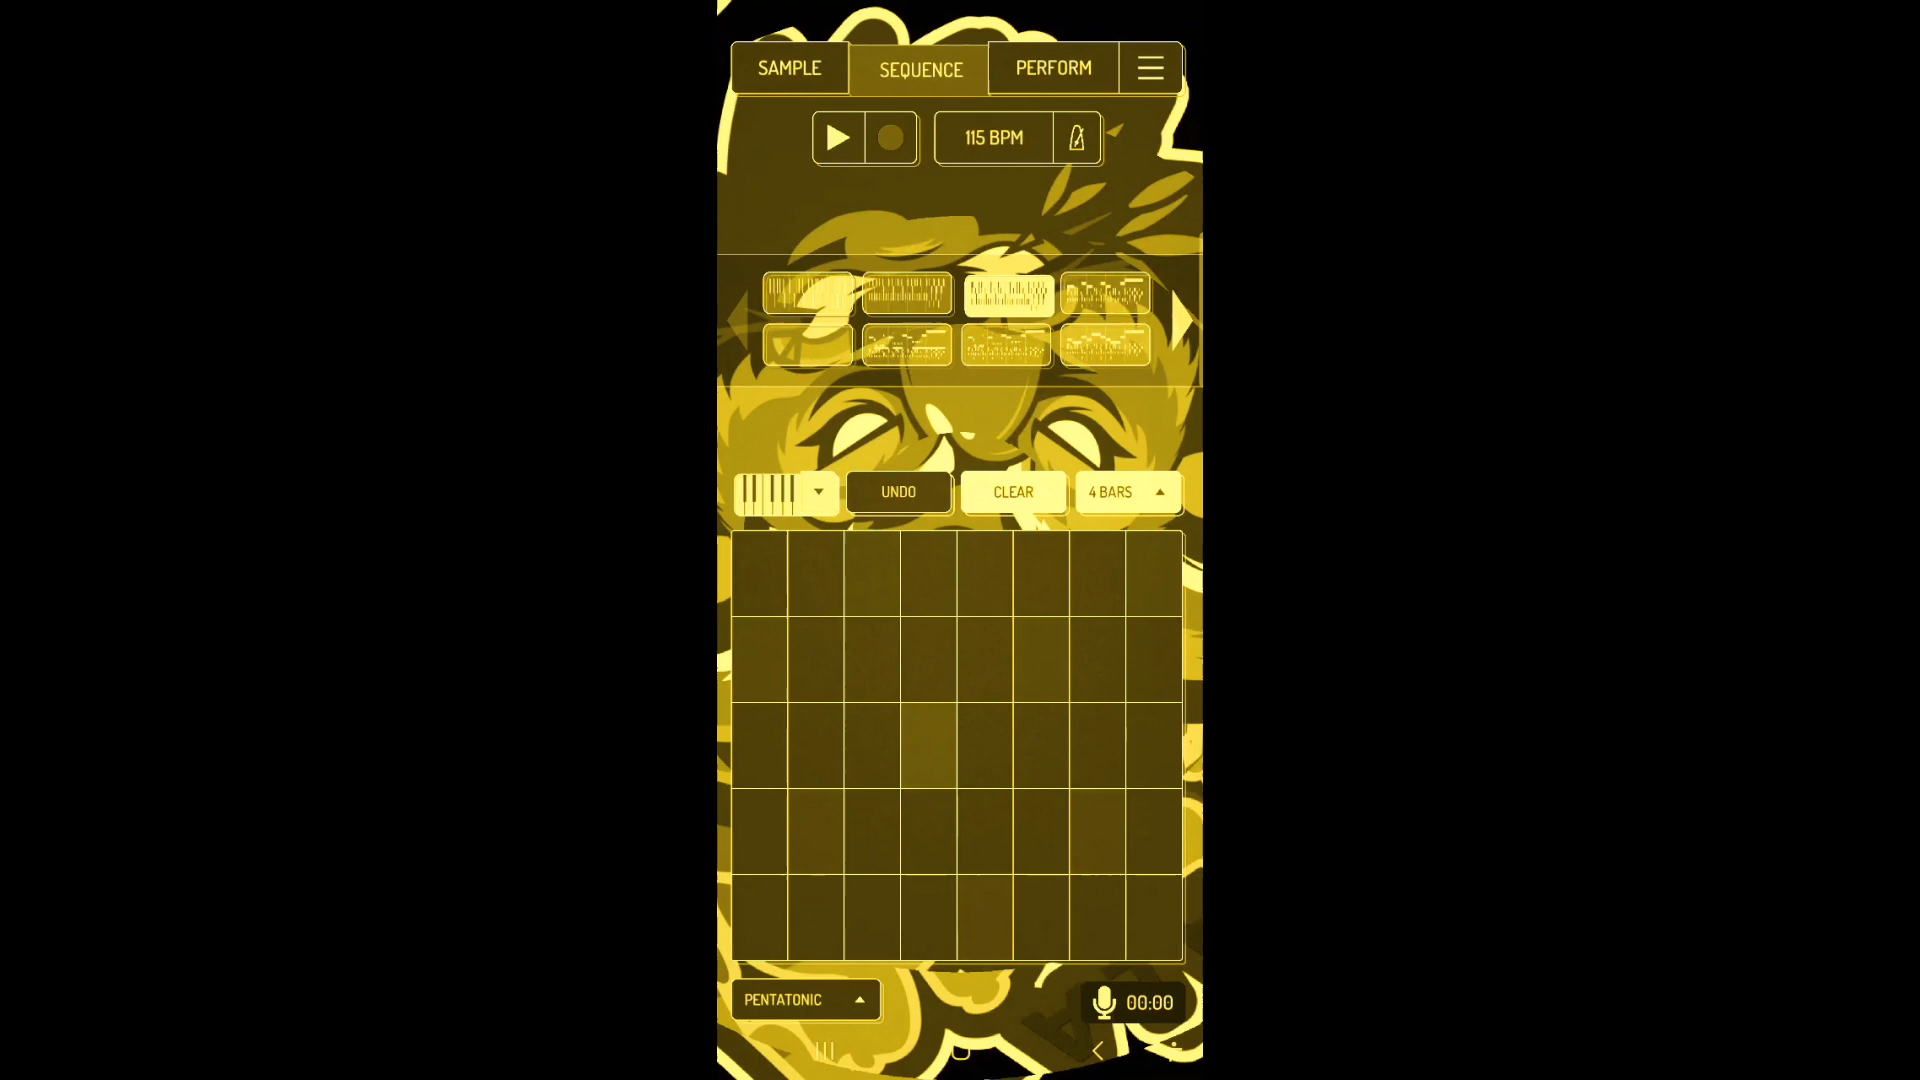 SAMPLE SEQUENCE PERFORM
115 BPM
UNDO CLEAR 4 BARS
PENTATONIC 00:00